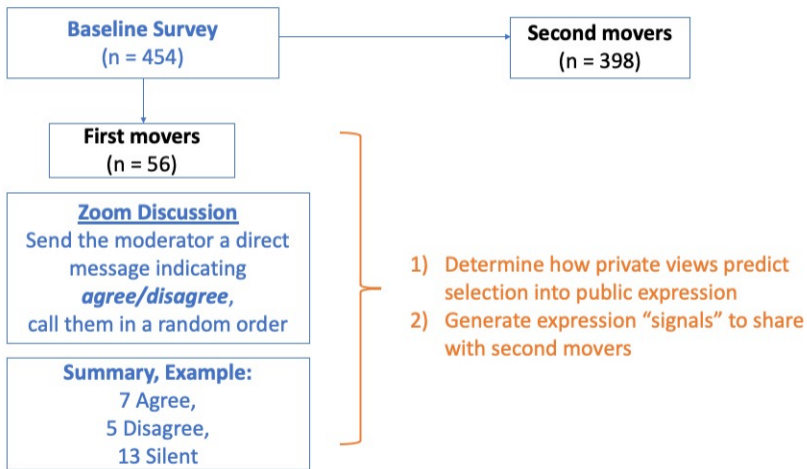 Baseline Survey
(n = 454)
Second movers
(n = 398)
First movers
(n = 56)
Zoom Discussion
Send the moderator a direct
message indicating
agree/disagree,
call them in a random order
Summary, Example:
7 Agree,
5 Disagree,
13 Silent
1) Determine how private views predict
selection into public expression
2) Generate expression “signals” to share
with second movers